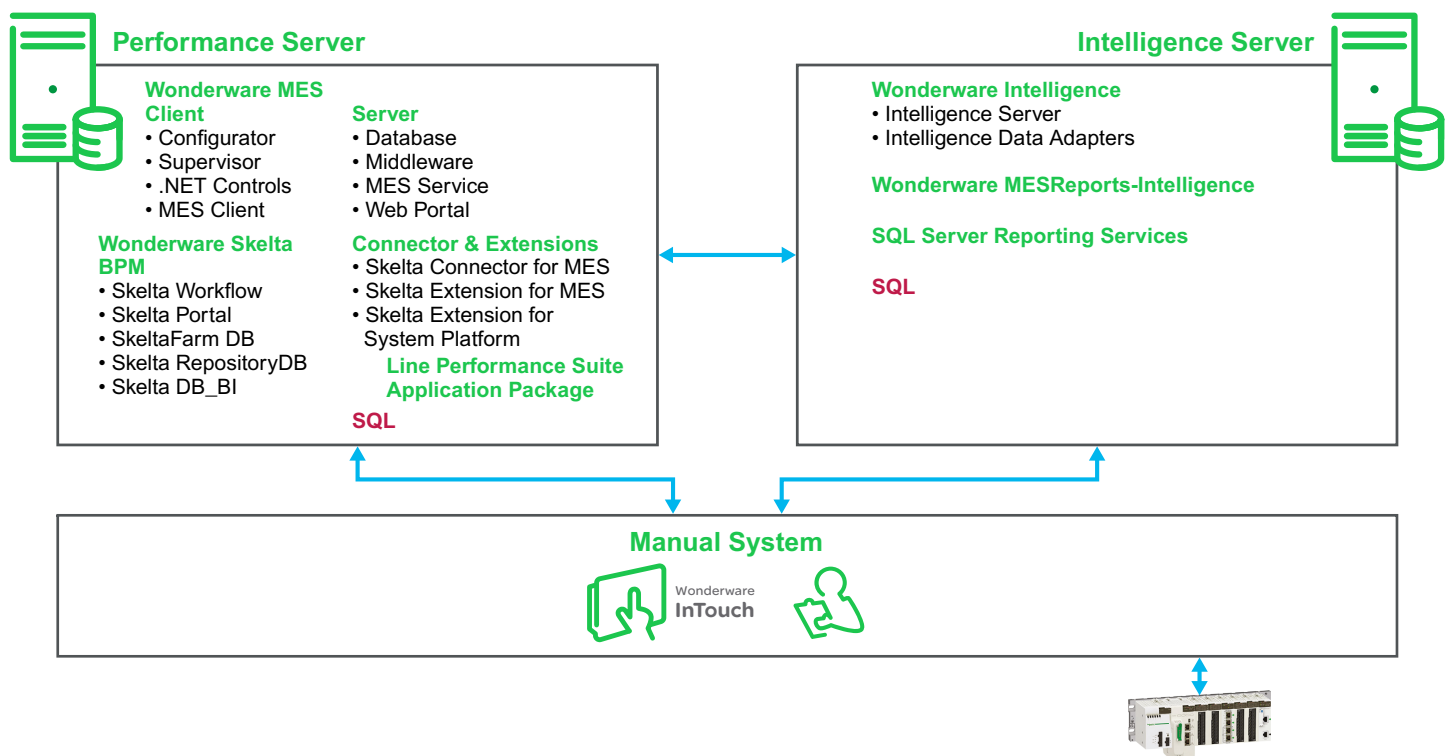 Performance Server
Wonderware MES
Client
• Configurator
• Supervisor
• .NET Controls
• MES Client
Server
• Database
• Middleware
• MES Service
• Web Portal
Wonderware Skelta
BPM
• Skelta Workflow
• Skelta Portal
• SkeltaFarm DB
• Skelta RepositoryDB
• Skelta DB_BI
Connector & Extensions
• Skelta Connector for MES
• Skelta Extension for MES
• Skelta Extension for
System Platform
Line Performance Suite
Application Package
SQL
Intelligence Server
Wonderware Intelligence
• Intelligence Server
• Intelligence Data Adapters
Wonderware MESReports-Intelligence
SQL Server Reporting Services
SQL
Manual System
Wonderware
InTouch